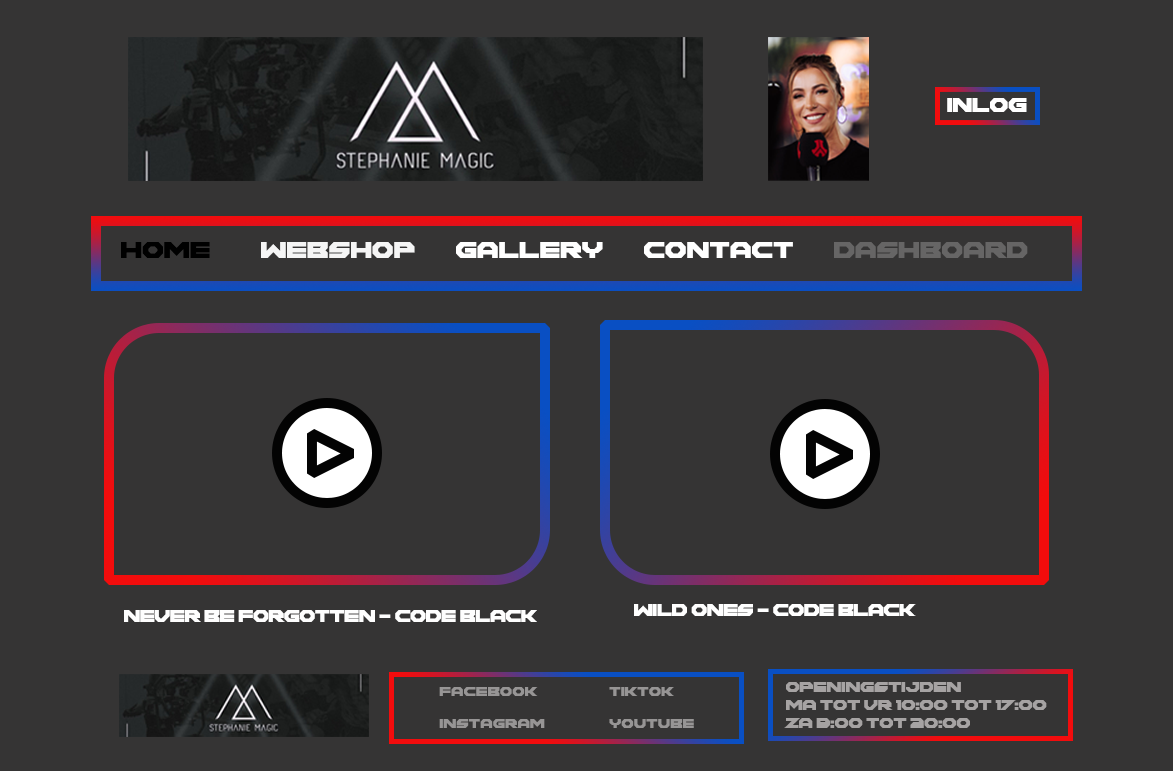 STEPHANIE MAGIC
INLOG
HOME WEBSHOP GALLERY CONTACT DASHBOARD
NEVER BE FORGOTTEN - CODE BLACK
WILD ONES - CODE BLACK
STEPHANIE MAGIC
FACEBOOK TIKTOK
INSTAGRAM YOUTUBE
OPENINGSTIJDEN
MA TOT VR 10:00 TOT 17:00
ZA 9:00 TOT 20:00